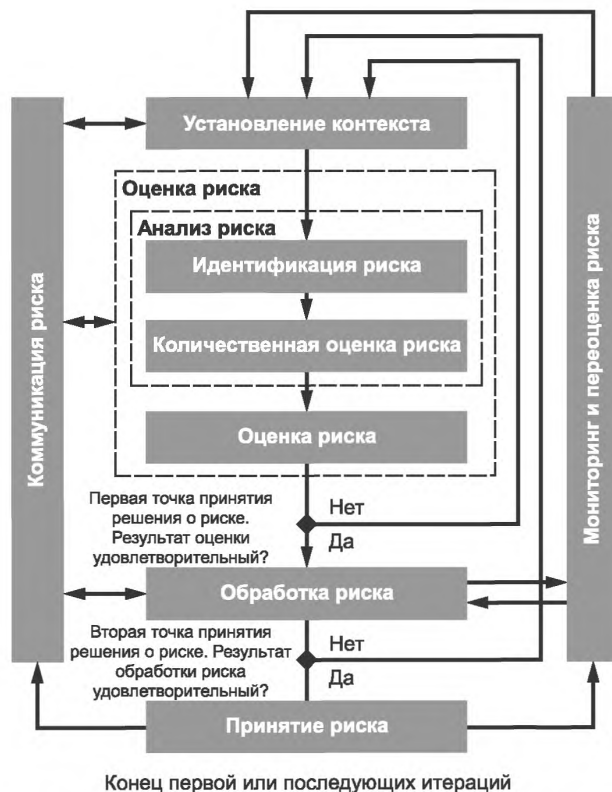 Установление контекста
Оценка риска
Анализ риска
Идентификация риска
Количественная оценка риска
Оценка риска
Первая точка принятия
решения о риске.
Результат оценки
удовлетворительный?
Нет
Да
Обработка риска
Вторая точка принятия
решения о риске. Результат
обработки риска
удовлетворительный?
Нет
Да
Принятие риска
Коммуникация риска
Мониторинг и переоценка риска
Конец первой или последующих итераций